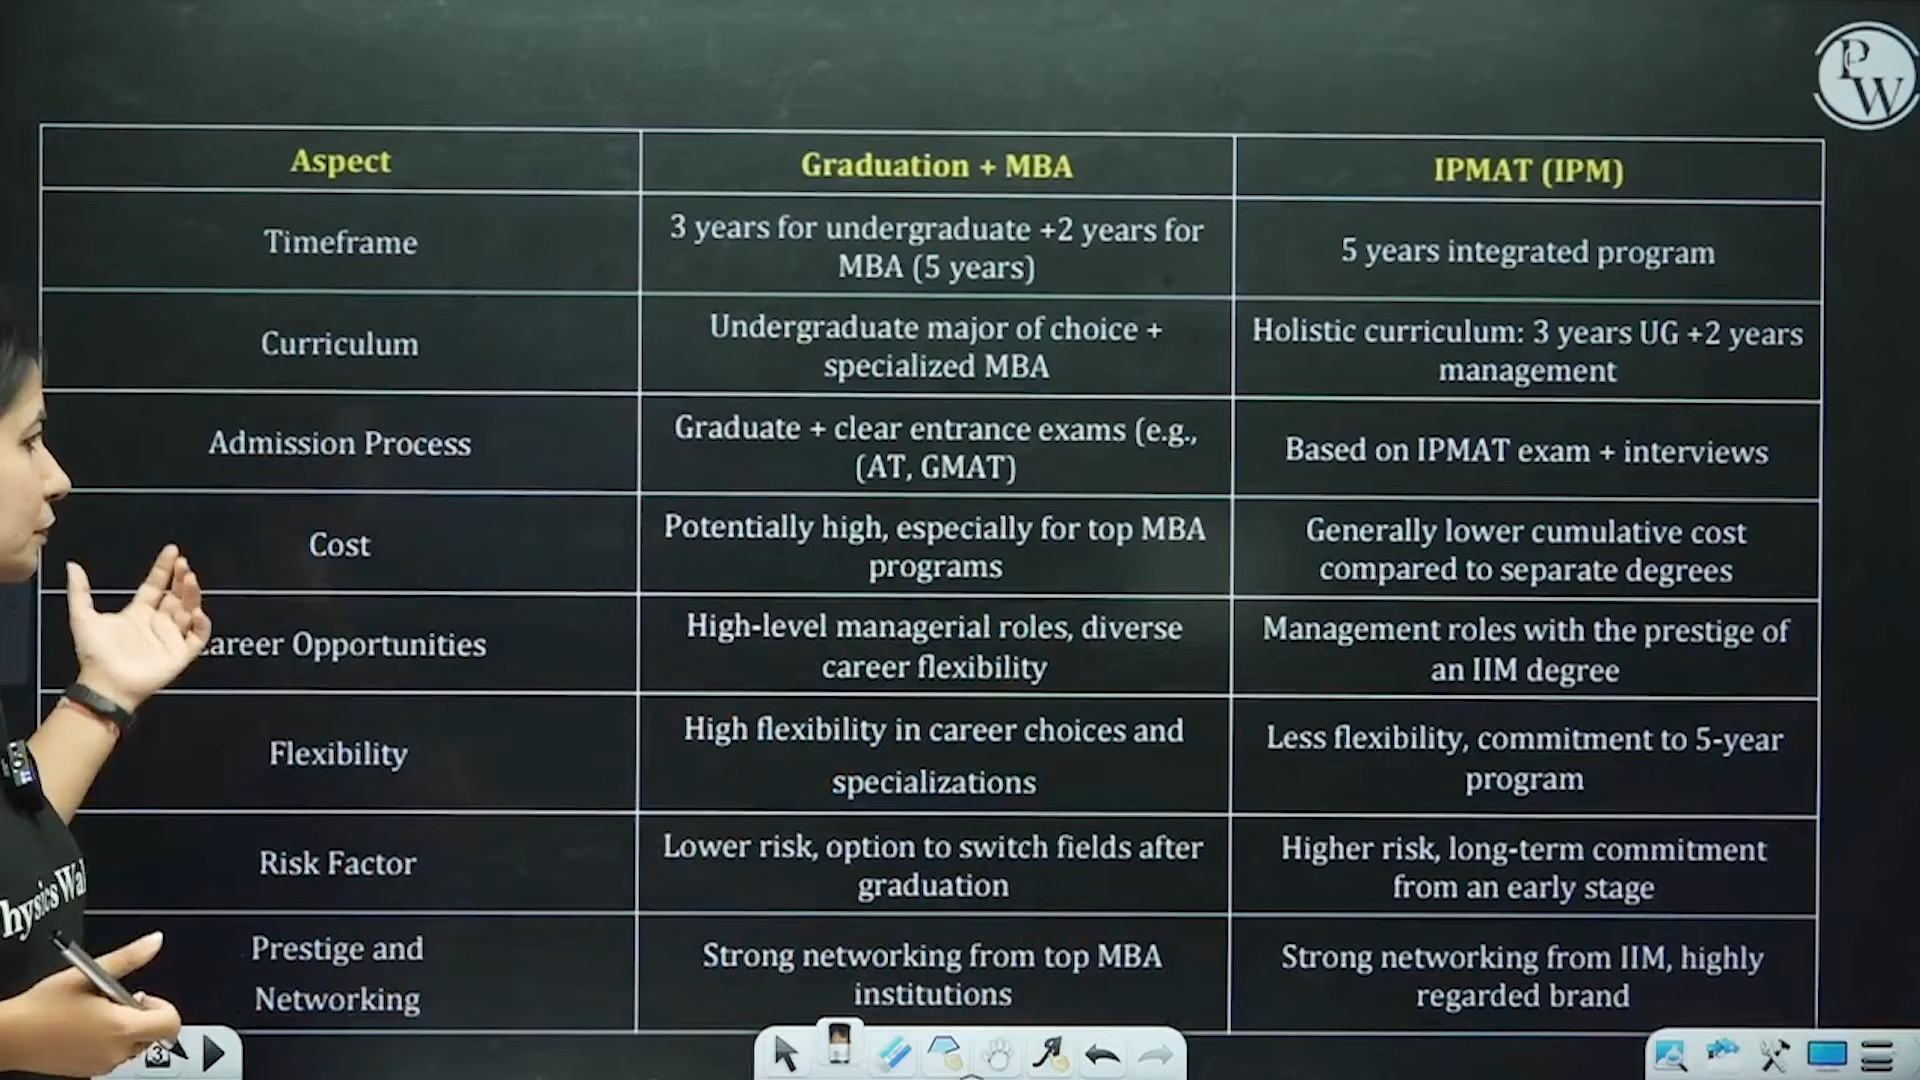 PW
Aspect
Graduation + MBA
IPMAT (IPM)
Timeframe
3 years for undergraduate +2 years for
MBA (5 years)
5 years integrated program
Curriculum
Undergraduate major of choice +
specialized MBA
Holistic curriculum: 3 years UG +2 years
management
Admission Process
Graduate + clear entrance exams (e.g.,
(AT, GMAT)
Based on IPMAT exam + interviews
Cost
Potentially high, especially for top MBA
programs
Generally lower cumulative cost
compared to separate degrees
areer Opportunities
High-level managerial roles, diverse
career flexibility
Management roles with the prestige of
an IIM degree
Flexibility
High flexibility in career choices and
specializations
Less flexibility, commitment to 5-year
program
Risk Factor
Lower risk, option to switch fields after
graduation
Higher risk, long-term commitment
from an early stage
Prestige and
Networking
Strong networking from top MBA
institutions
Strong networking from IIM, highly
regarded brand
hysics Wal
3